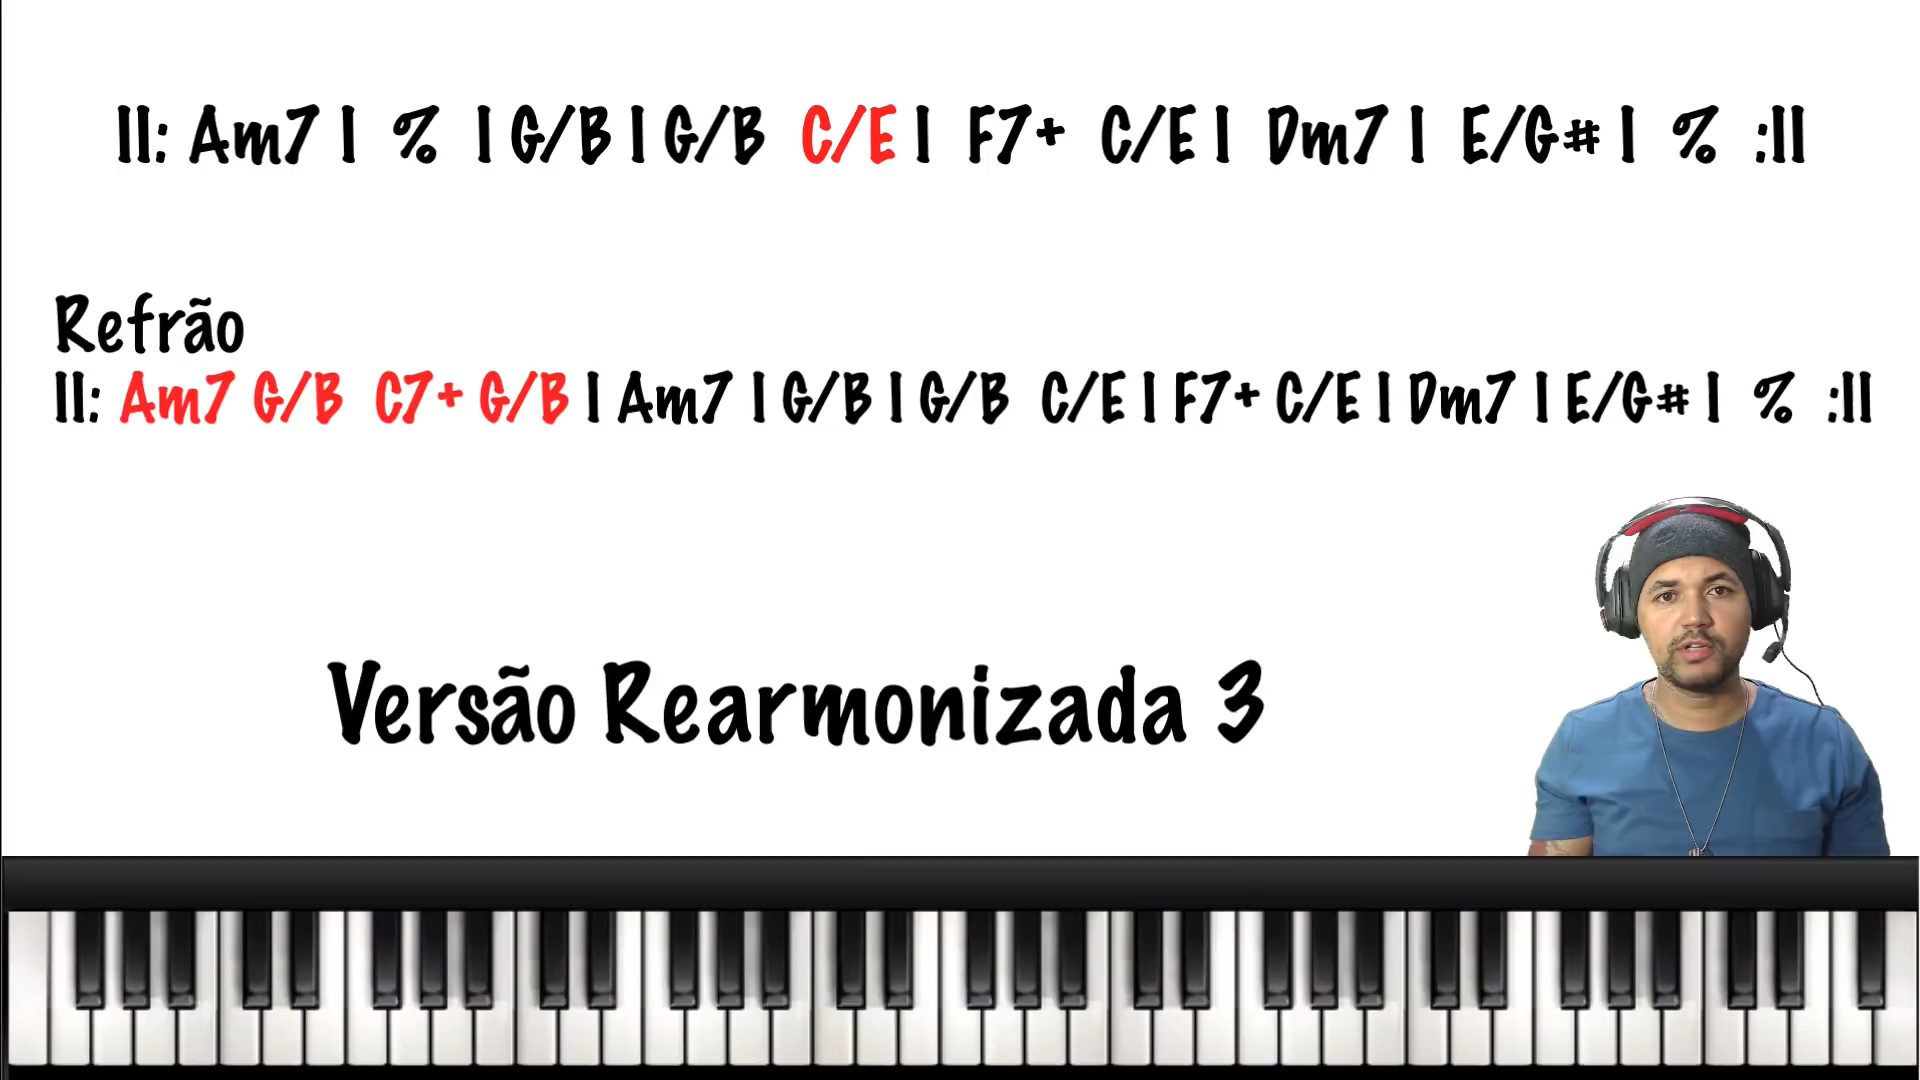 II: Am7 I % I G/B I G/B C/E I F7+ C/E I Dm7 I E/G# I % :II
Refrão
II: Am7 G/B C7+ G/B I Am7 I G/B I G/B C/E I F7+ C/E I Dm7 I E/G# I % :II
Versão Rearmonizada 3